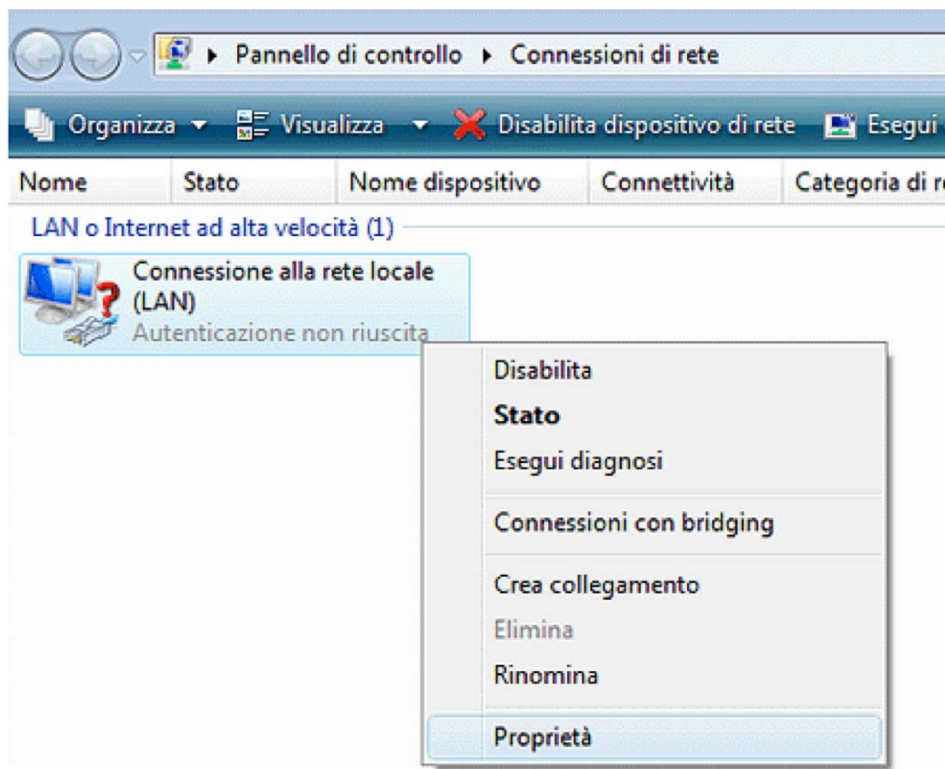 Pannello di controllo Connessioni di rete
Organizza Visualizza Disabilita dispositivo di rete Esegui
Nome Stato Nome dispositivo Connettività Categoria di
LAN o Internet ad alta velocità (1)
Connessione alla rete locale
(LAN)
Autenticazione non riuscita
Disabilita
Stato
Esegui diagnosi
Connessioni con bridging
Crea collegamento
Elimina
Rinomina
Proprietà